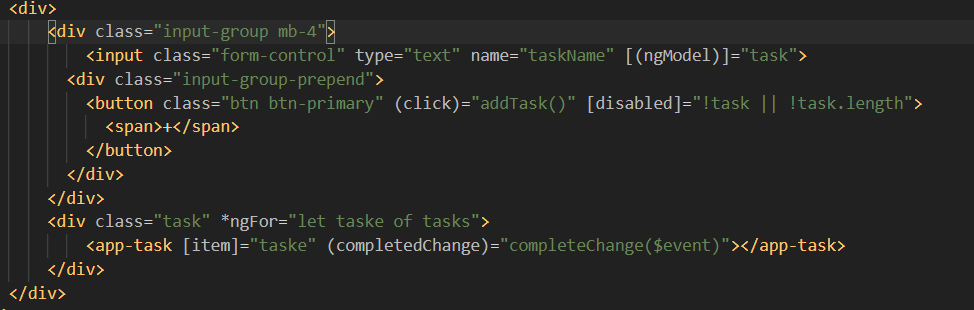 <div>
<div class="input-group mb-4">
<input class="form-control" type="text" name="taskName" [(ngModel)]="task">
<div class="input-group-prepend">
<button class="btn btn-primary" (click)="addTask()" [disabled]="!task || !task.length">
<span>+</span>
</button>
</div>
</div>
<div class="task" *ngFor="let taske of tasks">
<app-task [item]="taske" (completedChange)="completeChange($event)"></app-task>
</div>
</div>